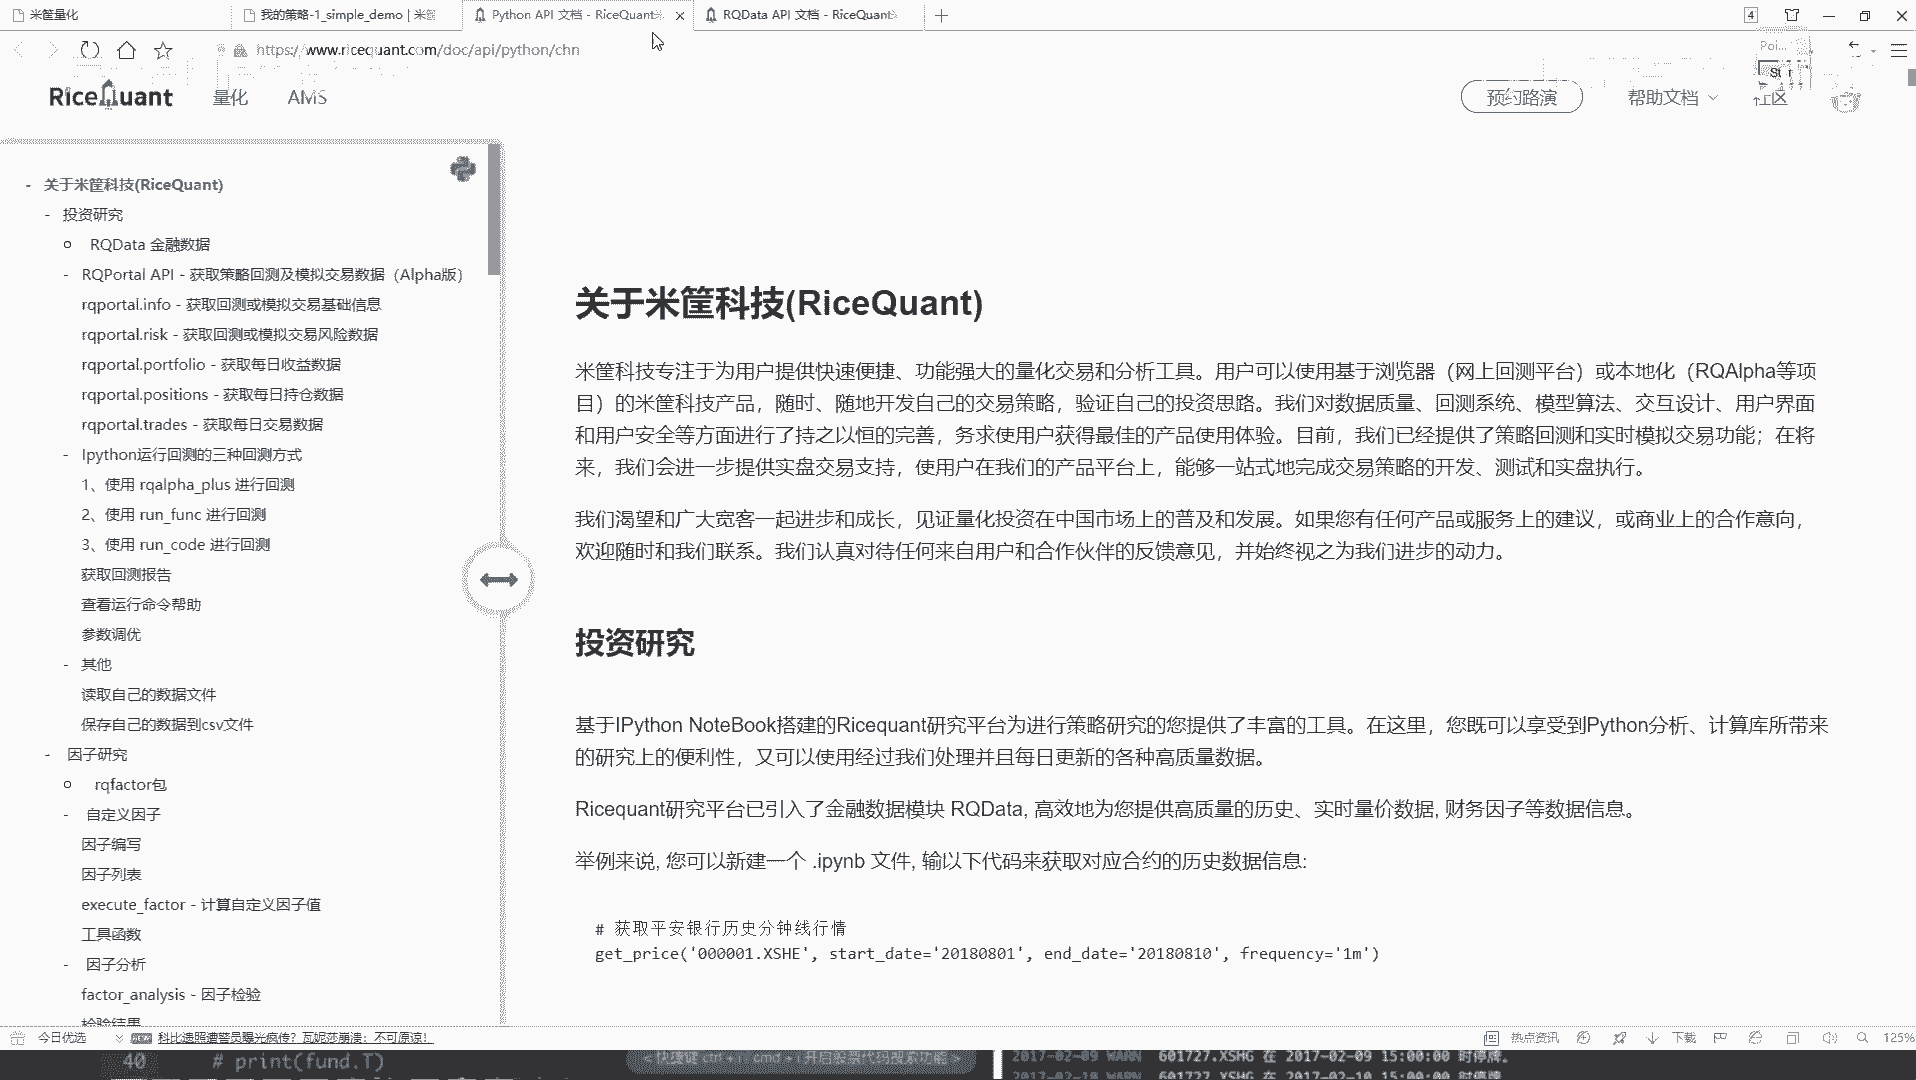 米筐量化
我的策略-1_simple_demo | 米筐
Python API 文档 - RiceQuant
RQData API 文档 - RiceQuant
4
https://www.ricequant.com/doc/api/python/chn
Poi...
RiceQuant
量化
AMS
预约路演
帮助文档
- 关于米筐科技(RiceQuant)
- 投资研究
RQData 金融数据
- RQPortal API - 获取策略回测及模拟交易数据（Alpha版）
rqportal.info - 获取回测或模拟交易基础信息
rqportal.risk - 获取回测或模拟交易风险数据
rqportal.portfolio - 获取每日收益数据
rqportal.positions - 获取每日持仓数据
rqportal.trades - 获取每日交易数据
- Ipython运行回测的三种回测方式
1、使用 rqalpha_plus 进行回测
2、使用 run_func 进行回测
3、使用 run_code 进行回测
获取回测报告
查看运行命令帮助
参数调优
- 其他
读取自己的数据文件
保存自己的数据到csv文件
- 因子研究
rqfactor包
- 自定义因子
因子编写
因子列表
execute_factor - 计算自定义因子值
工具函数
- 因子分析
factor_analysis - 因子检验
检验结果
关于米筐科技(RiceQuant)
米筐科技专注于为用户提供快速便捷、功能强大的量化交易和分析工具。用户可以使用基于浏览器（网上回测平台）或本地化（RQAlpha等项
目）的米筐科技产品，随时、随地开发自己的交易策略，验证自己的投资思路。我们对数据质量、回测系统、模型算法、交互设计、用户界面
和用户安全等方面进行了持之以恒的完善，务求使用户获得最佳的产品使用体验。目前，我们已经提供了策略回测和实时模拟交易功能；在将
来，我们会进一步提供实盘交易支持，使用户在我们的产品平台上，能够一站式地完成交易策略的开发、测试和实盘执行。
我们渴望和广大宽客一起进步和成长，见证量化投资在中国市场上的普及和发展。如果您有任何产品或服务上的建议，或商业上的合作意向，
欢迎随时和我们联系。我们认真对待任何来自用户和合作伙伴的反馈意见，并始终视之为我们进步的动力。
投资研究
基于IPython NoteBook搭建的Ricequant研究平台为进行策略研究的您提供了丰富的工具。在这里，您既可以享受到Python分析、计算库所带来
的研究上的便利性，又可以使用经过我们处理并且每日更新的各种高质量数据。
Ricequant研究平台已引入了金融数据模块 RQData, 高效地为您提供高质量的历史、实时量价数据, 财务因子等数据信息。
举例来说, 您可以新建一个 .ipynb 文件, 输以下代码来获取对应合约的历史数据信息:
# 获取平安银行历史分钟线行情
get_price('000001.XSHE', start_date='20180801', end_date='20180810', frequency='1m')
今日优选
科比遗照遭警员曝光疯传？瓦妮莎崩溃：不可原谅！
热点资讯
下载
125%
40 # print(fund.T)
2017-02-09 WARN 601727.XSHG 在 2017-02-09 15:00:00 时停牌。
2017-02-10 WARN 601727.XSHG 在 2017-02-10 15:00:00 时停牌。